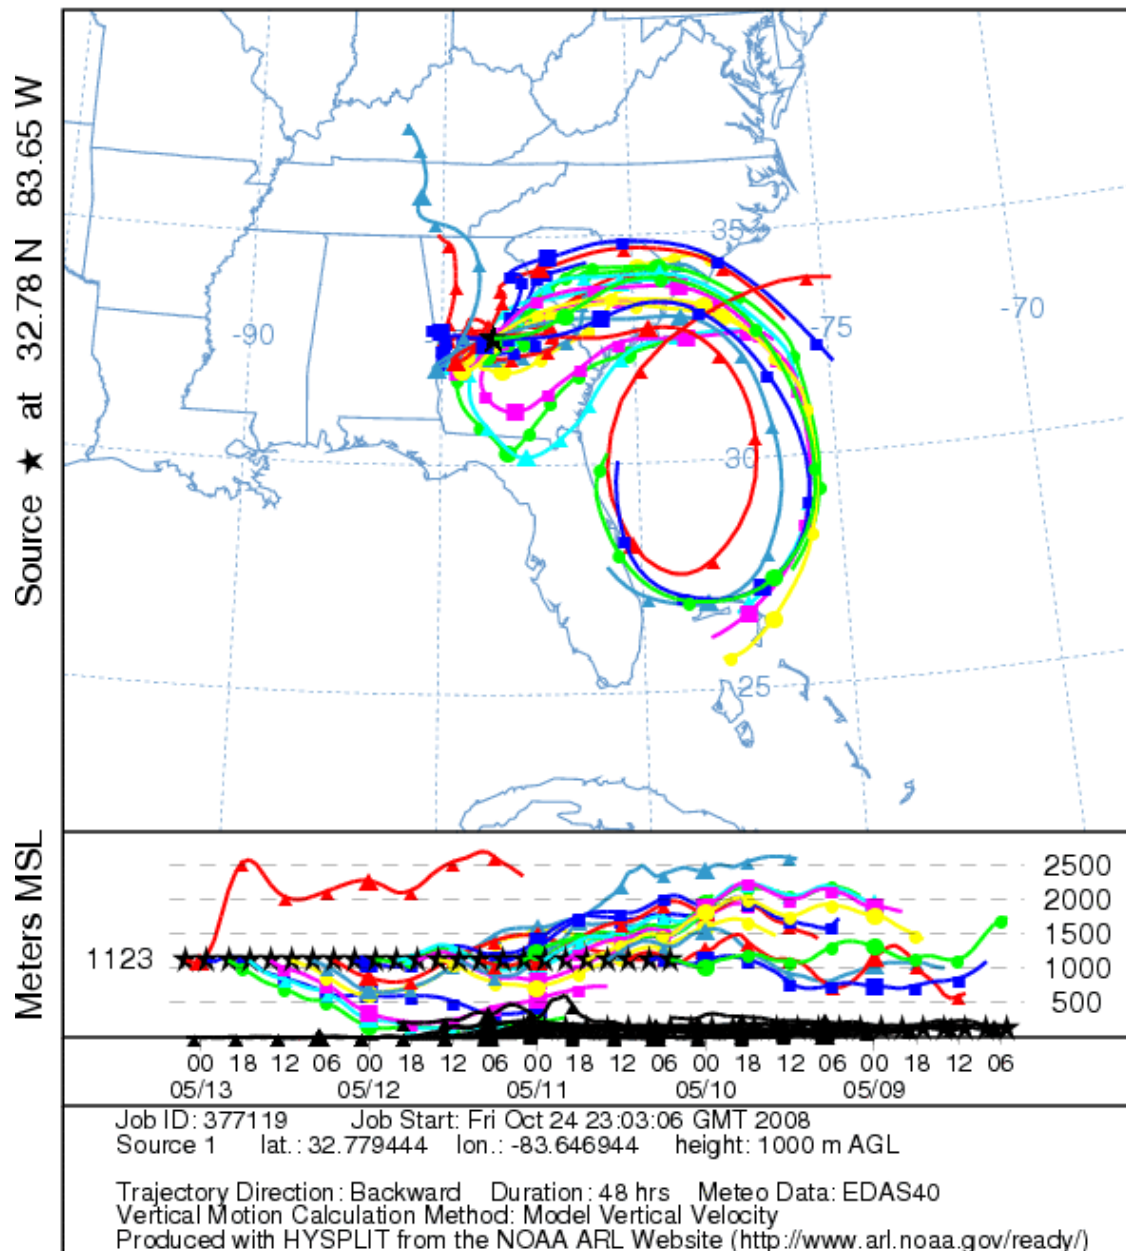 Source ★ at 32.78 N 83.65 W
35
-90
-75
-70
30
25
Meters MSL
1123
2500
2000
1500
1000
500
00 18 12 06 00 18 12 06 00 18 12 06 00 18 12 06 00 18 12 06
05/13 05/12 05/11 05/10 05/09
Job ID: 377119 Job Start: Fri Oct 24 23:03:06 GMT 2008
Source 1 lat.: 32.779444 lon.: -83.646944 height: 1000 m AGL
Trajectory Direction: Backward Duration: 48 hrs Meteo Data: EDAS40
Vertical Motion Calculation Method: Model Vertical Velocity
Produced with HYSPLIT from the NOAA ARL Website (http://www.arl.noaa.gov/ready/)